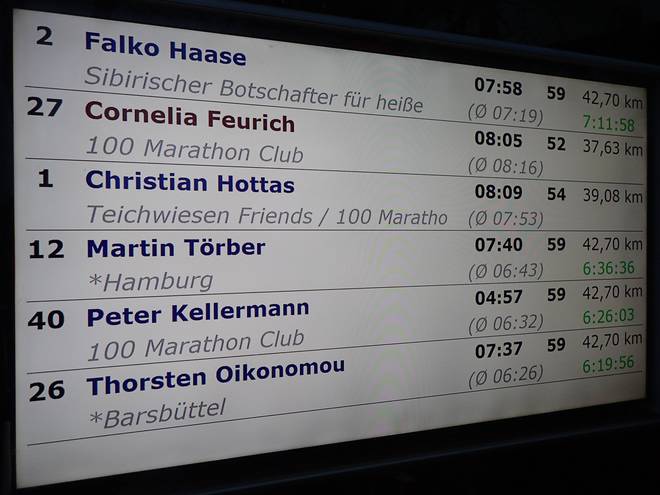 2 Falko Haase 07:58 59 42,70 km
Sibirischer Botschafter für heiße (Ø 07:19) 7:11:58
27 Cornelia Feurich 08:05 52 37,63 km
100 Marathon Club (Ø 08:16)
1 Christian Hottas 08:09 54 39,08 km
Teichwiesen Friends / 100 Maratho (Ø 07:53)
12 Martin Törber 07:40 59 42,70 km
*Hamburg (Ø 06:43) 6:36:36
40 Peter Kellermann 04:57 59 42,70 km
100 Marathon Club (Ø 06:32) 6:26:03
26 Thorsten Oikonomou 07:37 59 42,70 km
*Barsbüttel (Ø 06:26) 6:19:56